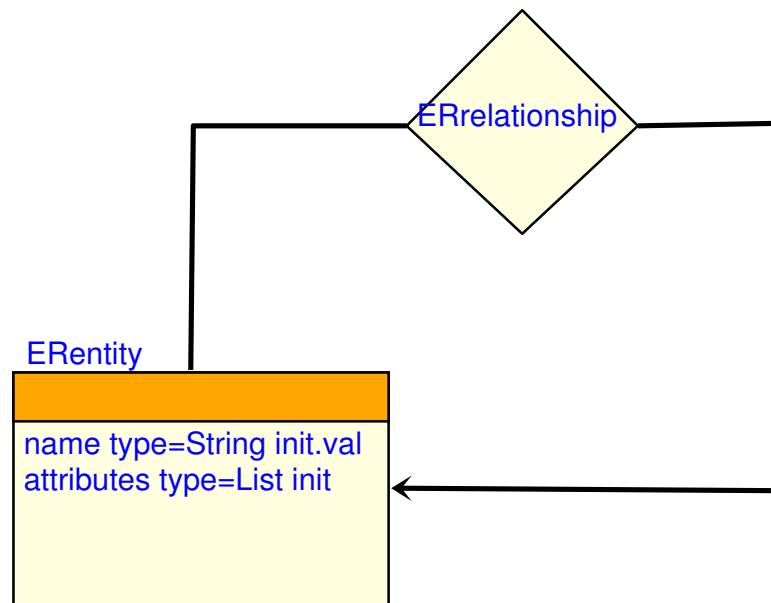 ERrelationship
ERentity
name type=String init.val
attributes type=List init